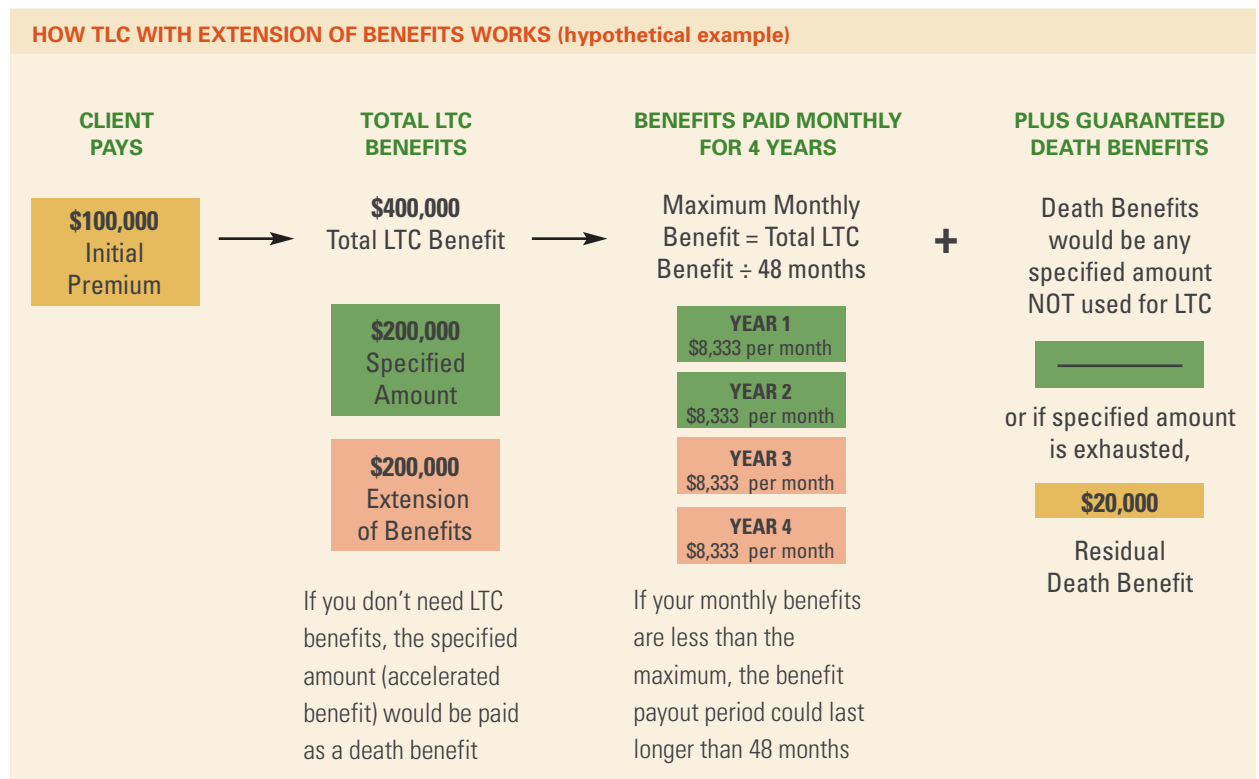 HOW TLC WITH EXTENSION OF BENEFITS WORKS (hypothetical example)
CLIENT
PAYS
$100,000
Initial
Premium
TOTAL LTC
BENEFITS
$400,000
Total LTC Benefit
$200,000
Specified
Amount
$200,000
Extension
of Benefits
If you don’t need LTC
benefits, the specified
amount (accelerated
benefit) would be paid
as a death benefit
BENEFITS PAID MONTHLY
FOR 4 YEARS
Maximum Monthly
Benefit = Total LTC
Benefit ÷ 48 months
YEAR 1
$8,333 per month
YEAR 2
$8,333 per month
YEAR 3
$8,333 per month
YEAR 4
$8,333 per month
If your monthly benefits
are less than the
maximum, the benefit
payout period could last
longer than 48 months
+
PLUS GUARANTEED
DEATH BENEFITS
Death Benefits
would be any
specified amount
NOT used for LTC
or if specified amount
is exhausted,
$20,000
Residual
Death Benefit